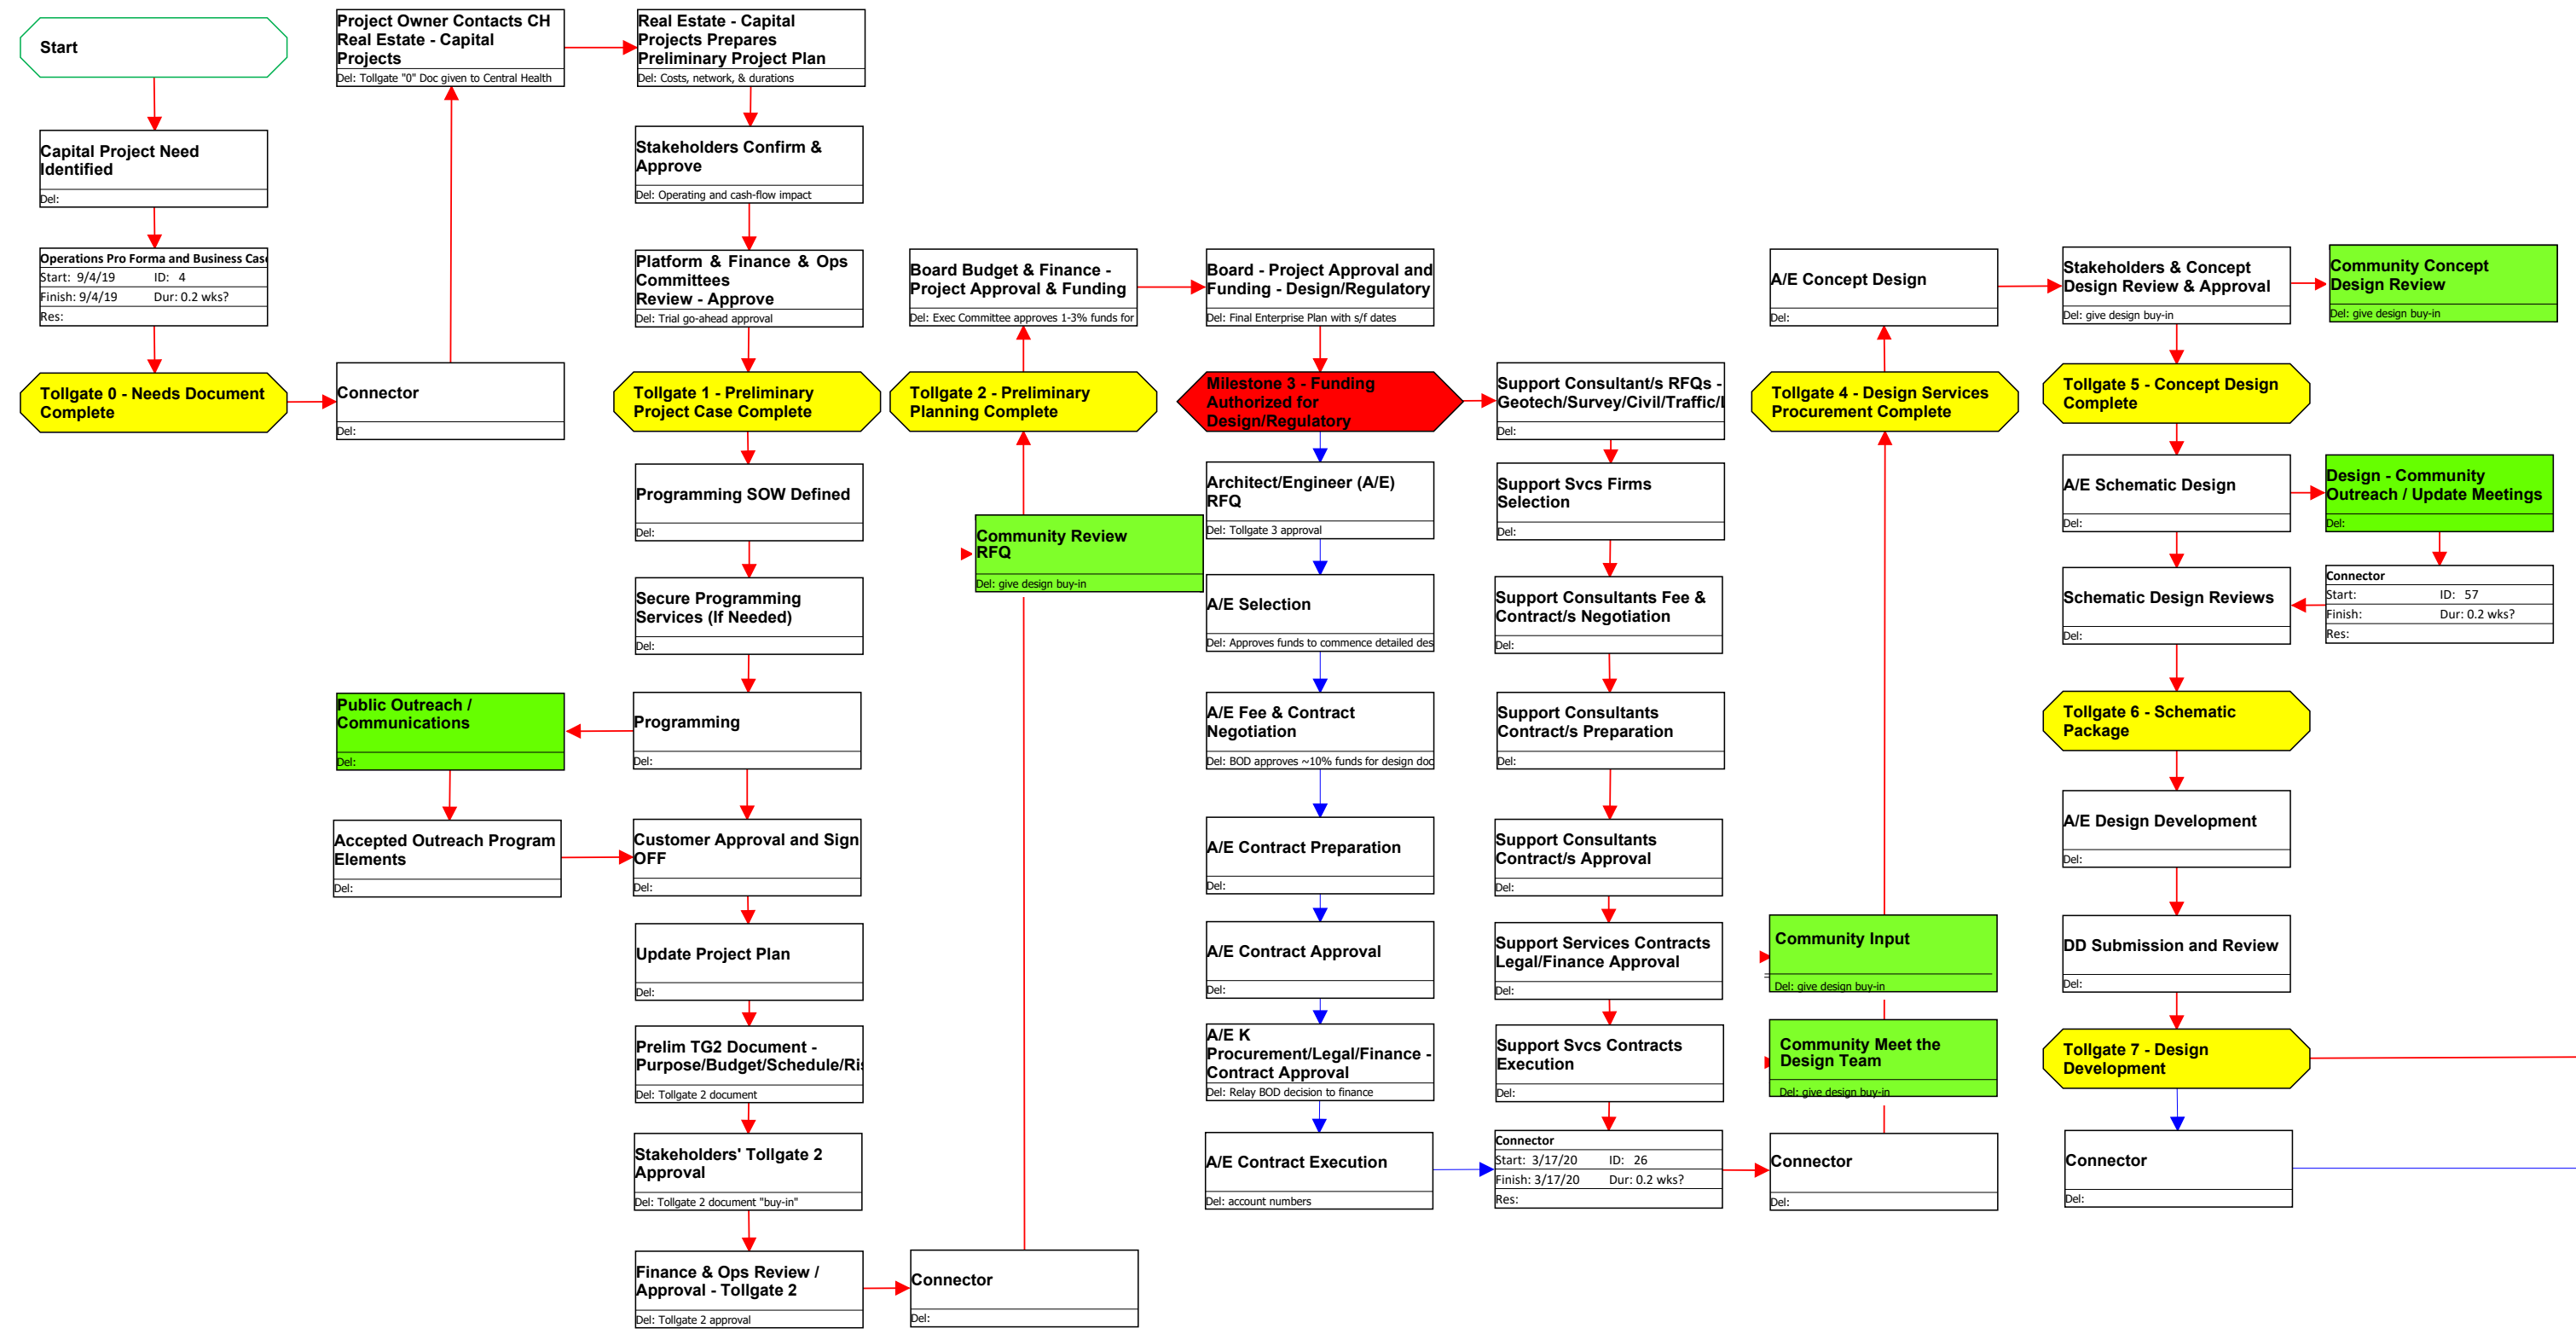 Start
Capital Project Need
Identified
Del:
Operations Pro Forma and Business Cas
Start: 9/4/19 ID: 4
Finish: 9/4/19 Dur: 0.2 wks?
Res:
Tollgate 0 - Needs Document
Complete
Project Owner Contacts CH
Real Estate - Capital
Projects
Del: Tollgate "0" Doc given to Central Health
Connector
Del:
Public Outreach /
Communications
Del:
Accepted Outreach Program
Elements
Del:
Real Estate - Capital
Projects Prepares
Preliminary Project Plan
Del: Costs, network, & durations
Stakeholders Confirm &
Approve
Del: Operating and cash-flow impact
Platform & Finance & Ops
Committees
Review - Approve
Del: Trial go-ahead approval
Tollgate 1 - Preliminary
Project Case Complete
Programming SOW Defined
Del:
Secure Programming
Services (If Needed)
Del:
Programming
Del:
Customer Approval and Sign
OFF
Del:
Update Project Plan
Del:
Prelim TG2 Document -
Purpose/Budget/Schedule/Ris
Del: Tollgate 2 document
Stakeholders' Tollgate 2
Approval
Del: Tollgate 2 document "buy-in"
Finance & Ops Review /
Approval - Tollgate 2
Del: Tollgate 2 approval
Board Budget & Finance -
Project Approval & Funding
Del: Exec Committee approves 1-3% funds for
Tollgate 2 - Preliminary
Planning Complete
Community Review
RFQ
Del: give design buy-in
Connector
Del:
Board - Project Approval and
Funding - Design/Regulatory
Del: Final Enterprise Plan with s/f dates
Milestone 3 - Funding
Authorized for
Design/Regulatory
Architect/Engineer (A/E)
RFQ
Del: Tollgate 3 approval
A/E Selection
Del: Approves funds to commence detailed des
A/E Fee & Contract
Negotiation
Del: BOD approves ~10% funds for design doc
A/E Contract Preparation
Del:
A/E Contract Approval
Del:
A/E K
Procurement/Legal/Finance -
Contract Approval
Del: Relay BOD decision to finance
A/E Contract Execution
Del: account numbers
Support Consultant/s RFQs -
Geotech/Survey/Civil/Traffic/
Del:
Support Svcs Firms
Selection
Del:
Support Consultants Fee &
Contract/s Negotiation
Del:
Support Consultants
Contract/s Preparation
Del:
Support Consultants
Contract/s Approval
Del:
Support Services Contracts
Legal/Finance Approval
Del:
Support Svcs Contracts
Execution
Del:
Connector
Start: 3/17/20 ID: 26
Finish: 3/17/20 Dur: 0.2 wks?
Res:
A/E Concept Design
Del:
Tollgate 4 - Design Services
Procurement Complete
Community Input
Del: give design buy-in
Community Meet the
Design Team
Del: give design buy-in
Connector
Del:
Stakeholders & Concept
Design Review & Approval
Del: give design buy-in
Tollgate 5 - Concept Design
Complete
A/E Schematic Design
Del:
Schematic Design Reviews
Del:
Tollgate 6 - Schematic
Package
A/E Design Development
Del:
DD Submission and Review
Del:
Tollgate 7 - Design
Development
Connector
Del:
Community Concept
Design Review
Del: give design buy-in
Design - Community
Outreach / Update Meetings
Del:
Connector
Start: ID: 57
Finish: Dur: 0.2 wks?
Res: